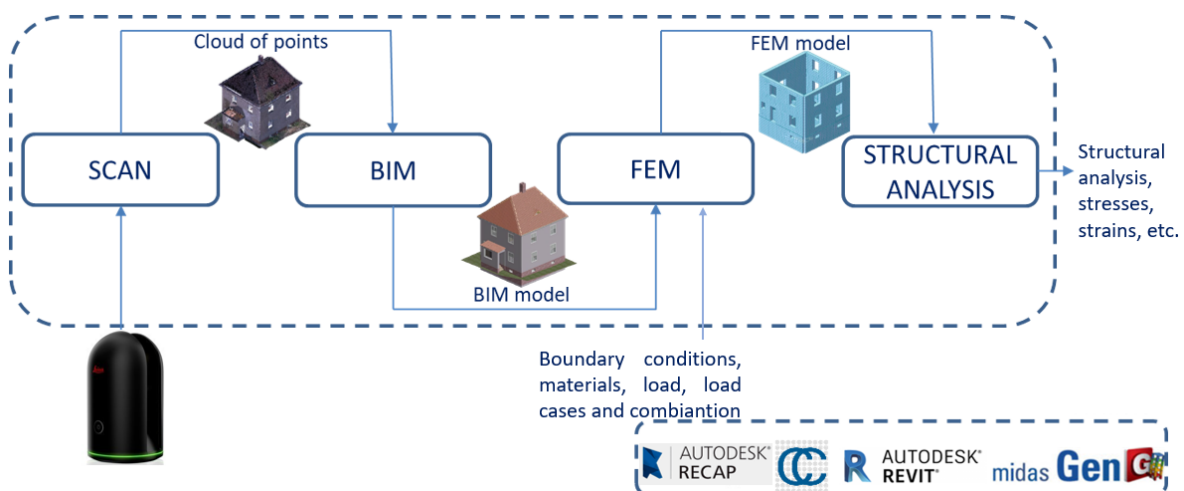 Cloud of points
FEM model
SCAN
BIM
FEM
STRUCTURAL
ANALYSIS
Structural
analysis,
stresses,
strains, etc.
BIM model
Boundary conditions,
materials, load, load
cases and combiantion
AUTODESK®
RECAP
CC
AUTODESK®
REVIT®
midas Gen